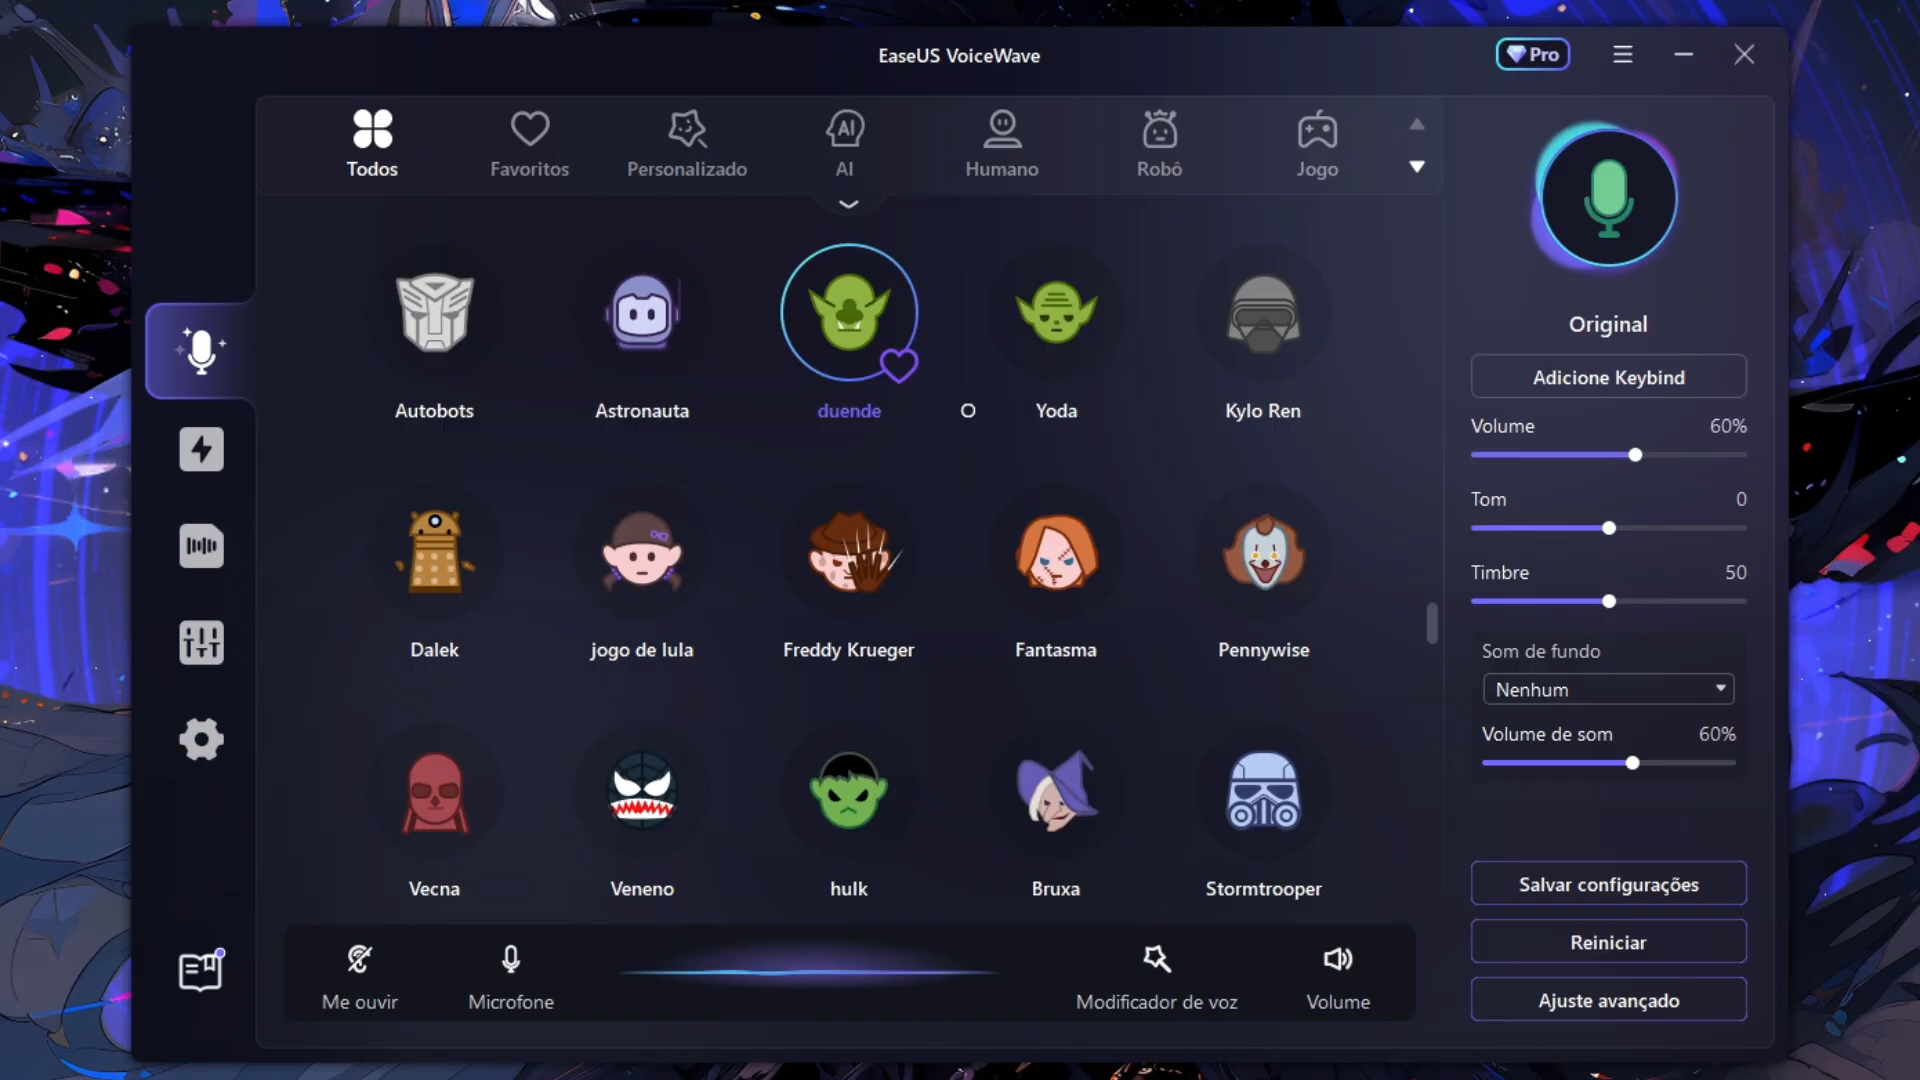 EaseUS VoiceWave
Pro
Todos
Favoritos
Personalizado
AI
AI
Humano
Robô
Jogo
Autobots
Astronauta
duende
Yoda
Kylo Ren
Dalek
jogo de lula
Freddy Krueger
Fantasma
Pennywise
Vecna
Veneno
hulk
Bruxa
Stormtrooper
Me ouvir
Microfone
Modificador de voz
Volume
Original
Adicione Keybind
Volume 60%
Tom 0
Timbre 50
Som de fundo
Nenhum
Volume de som 60%
Salvar configurações
Reiniciar
Ajuste avançado